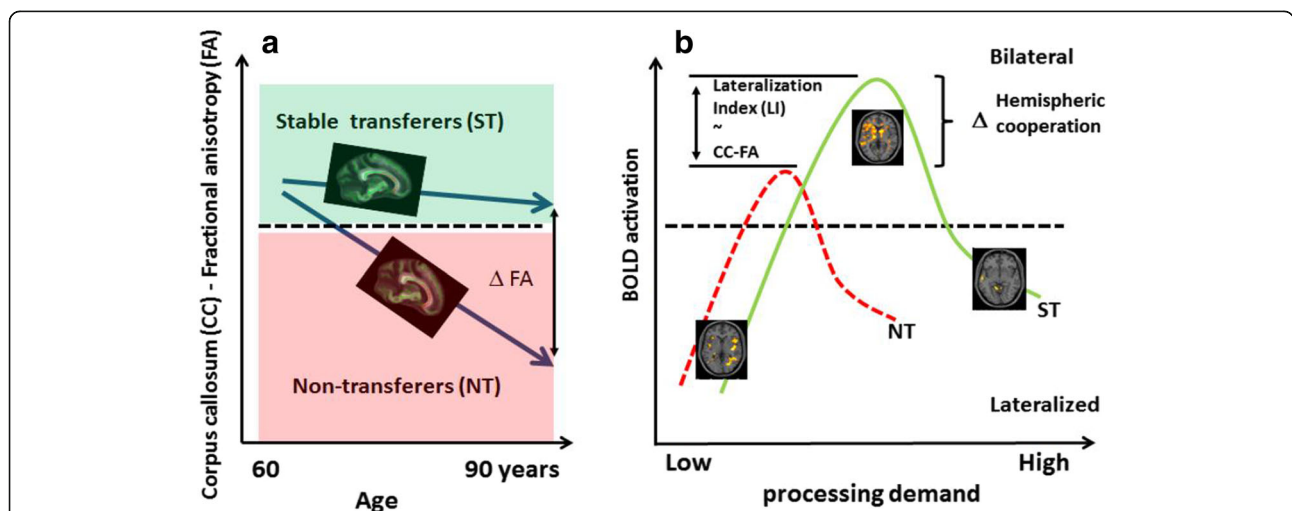 a
Corpus callosum (CC) - Fractional anisotropy (FA)
Stable transferers (ST)
Δ FA
Non-transferers (NT)
60
90 years
Age
b
BOLD activation
Bilateral
Lateralization
Index (LI)
~
CC-FA
Δ
Hemispheric
cooperation
ST
NT
Lateralized
Low
High
processing demand